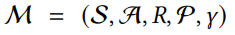 ℳ = (𝒮, 𝒜, R, 𝒫, γ)